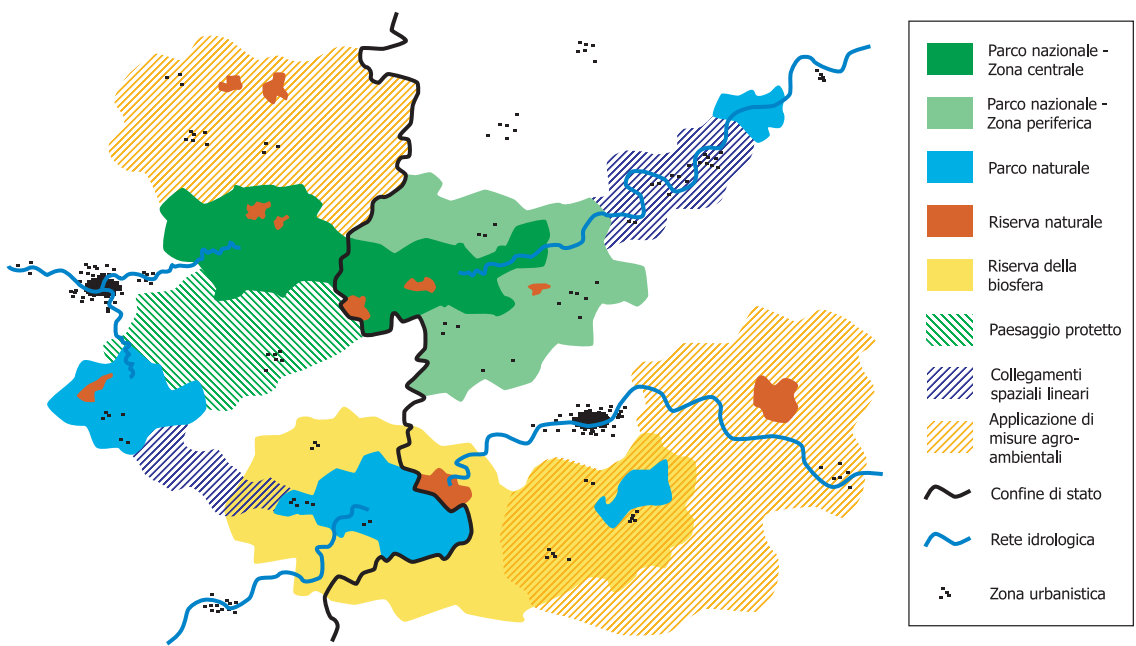 Parco nazionale -
Zona centrale
Parco nazionale -
Zona periferica
Parco naturale
Riserva naturale
Riserva della
biosfera
Paesaggio protetto
Collegamenti
spaziali lineari
Applicazione di
misure agro-
ambientali
Confine di stato
Rete idrologica
Zona urbanistica